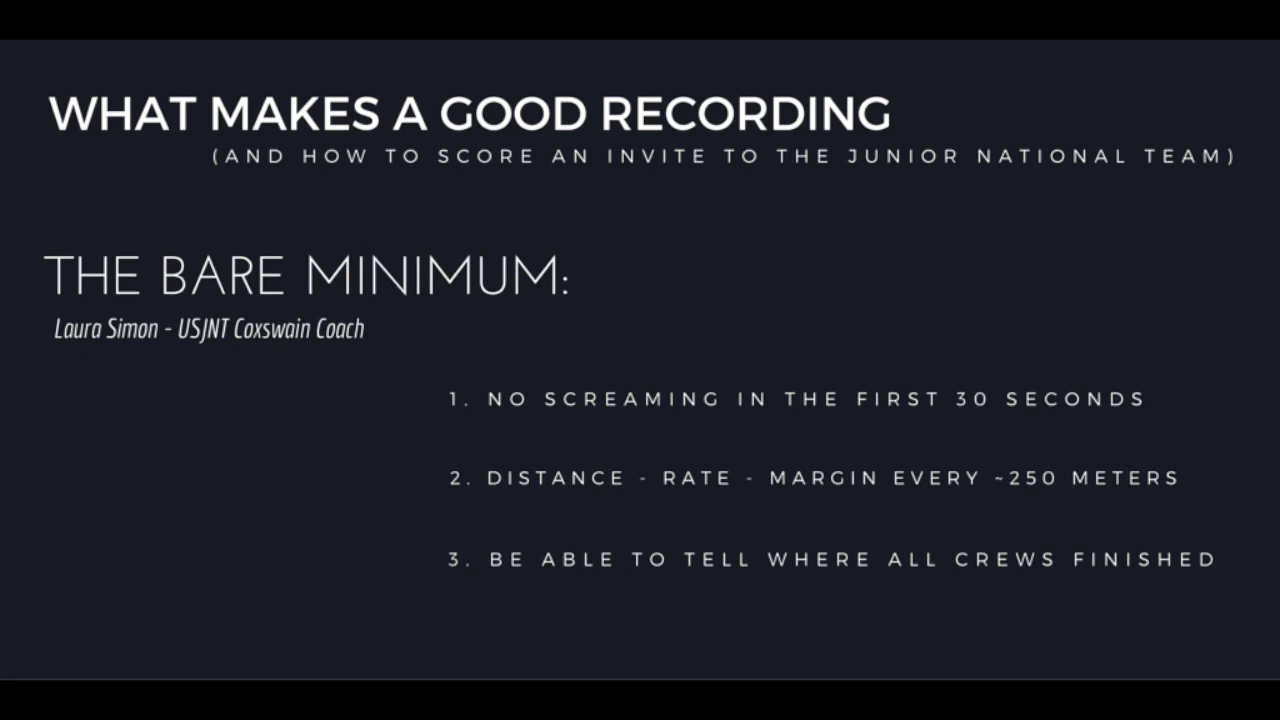 WHAT MAKES A GOOD RECORDING
(AND HOW TO SCORE AN INVITE TO THE JUNIOR NATIONAL TEAM)
THE BARE MINIMUM:
Laura Simon - USJNT Coxswain Coach
1. NO SCREAMING IN THE FIRST 30 SECONDS
2. DISTANCE - RATE - MARGIN EVERY ~250 METERS
3. BE ABLE TO TELL WHERE ALL CREWS FINISHED